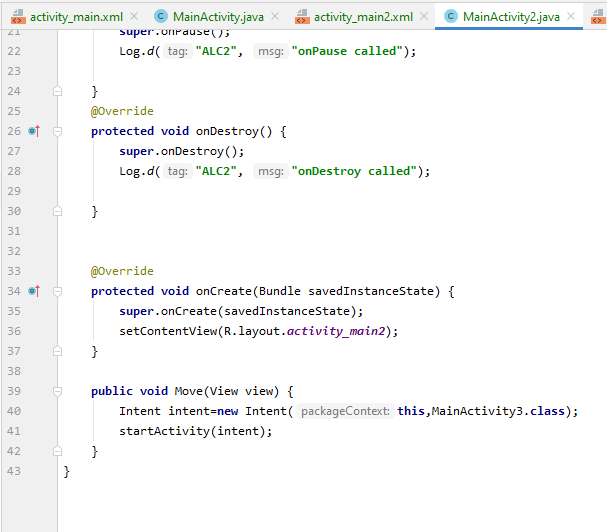 activity_main.xml MainActivity.java activity_main2.xml MainActivity2.java
21 super.onPause();
22 Log.d( tag: "ALC2", msg: "onPause called");
23
24 }
25 @Override
26 protected void onDestroy() {
27 super.onDestroy();
28 Log.d( tag: "ALC2", msg: "onDestroy called");
29
30 }
31
32
33 @Override
34 protected void onCreate(Bundle savedInstanceState) {
35 super.onCreate(savedInstanceState);
36 setContentView(R.layout.activity_main2);
37 }
38
39 public void Move(View view) {
40 Intent intent=new Intent( packageContext: this,MainActivity3.class);
41 startActivity(intent);
42 }
43 }